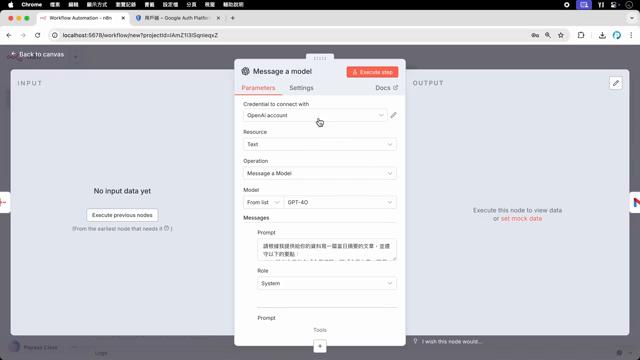 Chrome 檔案 編輯 顯示 瀏覽記錄 書籤 設定檔 分頁 視窗 輔助說明
Workflow Automation - n8n
用戶端 – Google Auth Platform
localhost:5678/workflow/new?projectId=
Back to canvas
INPUT
No input data yet
Execute previous nodes
(From the earliest node that needs it
Message a model
Execute step
Parameters
Settings
Docs
Credential to connect with
OpenAi account
Resource
Text
Operation
Message a Model
Model
From list
GPT-4O
Messages
Prompt
請根據我提供給你的資料寫一篇當日摘要的文章，並遵
守以下的要點：
Role
System
Prompt
Tools
OUTPUT
Execute this node to view data
or set mock data
I wish this node would...
Logs